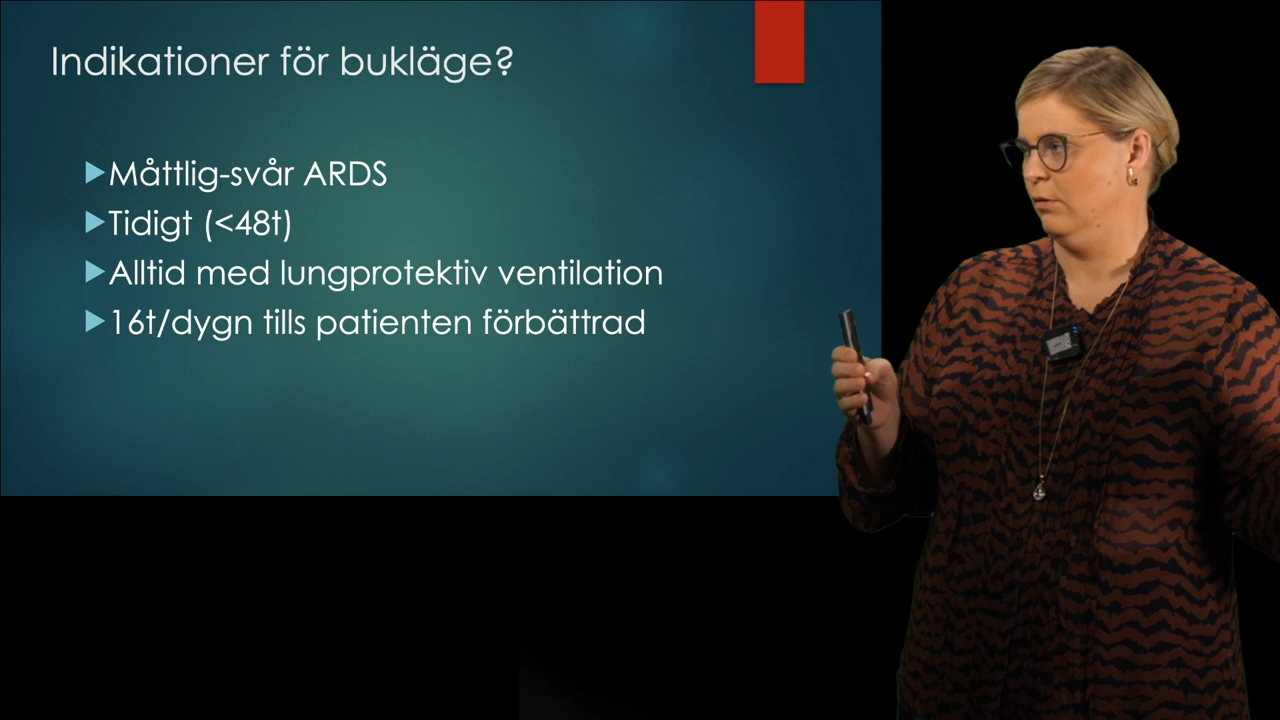 Indikationer för bukläge?
Måttlig-svår ARDS
Tidigt (<48t)
Alltid med lungprotektiv ventilation
16t/dygn tills patienten förbättrad